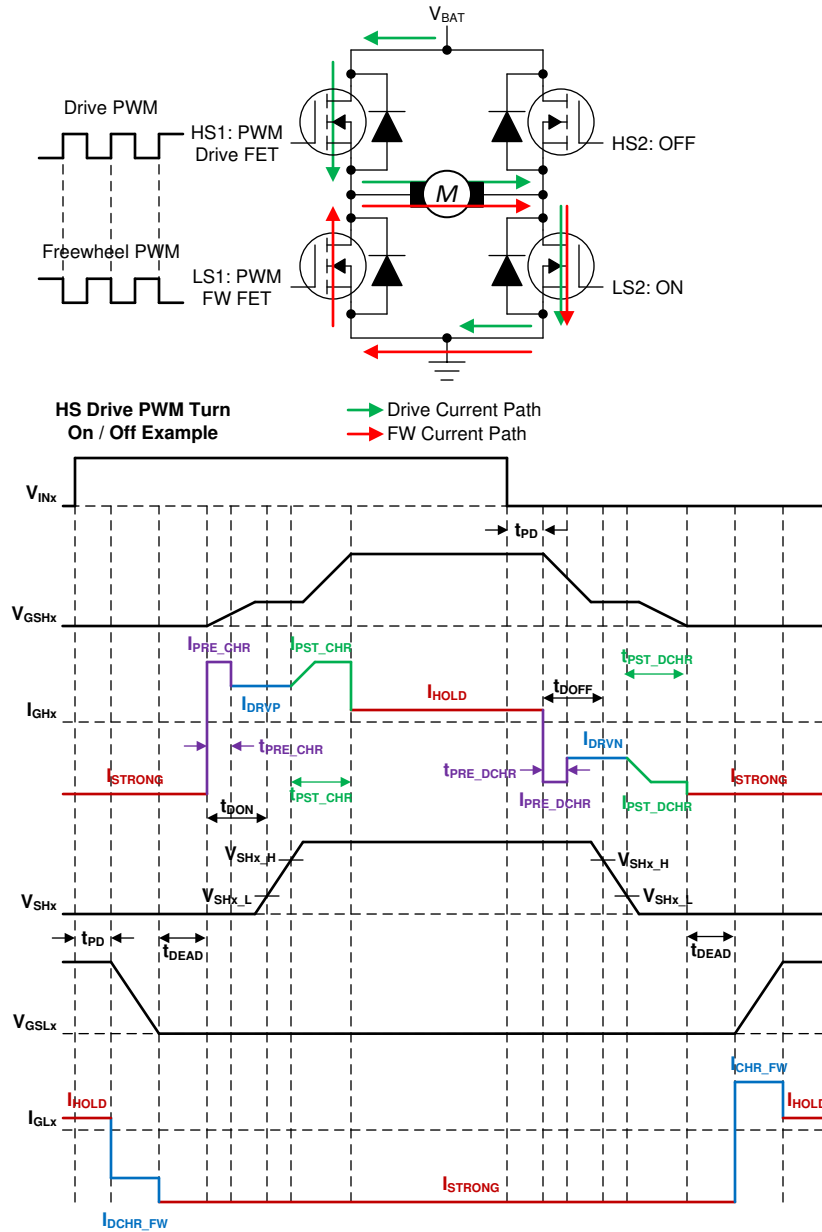 VBAT
Drive PWM
HS1: PWM
Drive FET
HS2: OFF
M
Freewheel PWM
LS1: PWM
FW FET
LS2: ON
HS Drive PWM Turn
On / Off Example
Drive Current Path
FW Current Path
VINx
tPD
VGSHx
IPRE_CHR
IPST_CHR
tPST_DCHR
IHOLD
tDOFF
IDRVP
IDRVN
IGHx
tPRE_CHR
tPRE_DCHR
ISTRONG
tPST_CHR
IPRE_DCHR
IPST_DCHR
ISTRONG
tDON
VSHx_H
VSHx_H
VSHx_L
VSHx_L
VSHx
tPD
tDEAD
tDEAD
VGSLx
ICHR_FW
IHOLD
IHOLD
IGLx
ISTRONG
IDCHR_FW